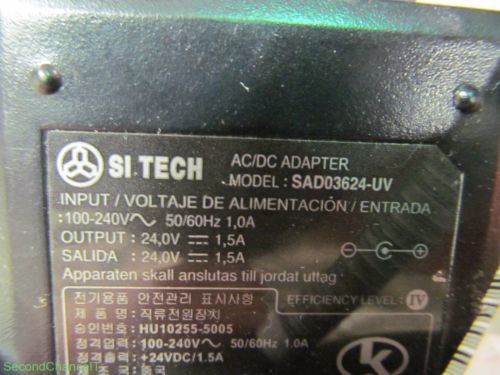 SI.TECH
AC/DC ADAPTER
MODEL : SAD03624-UV
INPUT / VOLTAJE DE ALIMENTACIÓN / ENTRADA
:100-240V~ 50/60Hz 1,0A
OUTPUT : 24,0V ⎓ 1,5A
SALIDA : 24,0V ⎓ 1,5A
Apparaten skall anslutas till jordat uttag
전기용품 안전관리 표시사항
EFFICIENCY LEVEL : IV
제 품 명 : 직류전원장치
승인번호 : HU10255-5005
정격입력 : 100-240V~ 50/60Hz 1.0A
정격출력 : +24VDC/1.5A
SecondChanceIT